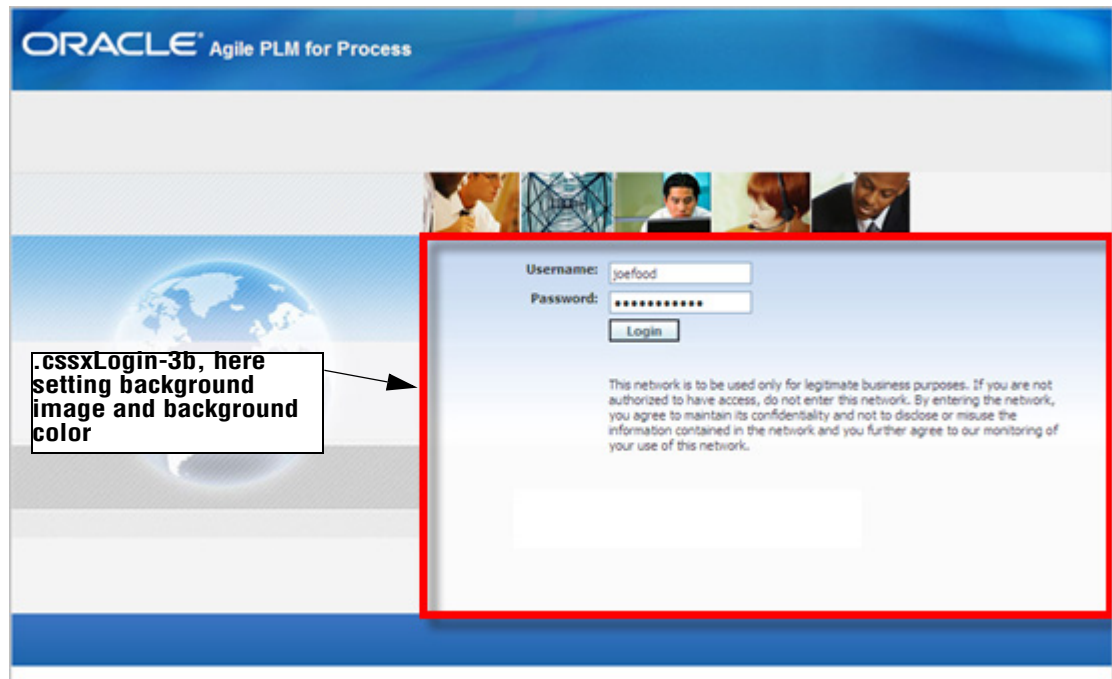 ORACLE® Agile PLM for Process
Username: joefood
Password: •••••••••••
Login
.cssxLogin-3b, here
setting background
image and background
color
This network is to be used only for legitimate business purposes. If you are not
authorized to have access, do not enter this network. By entering the network,
you agree to maintain its confidentiality and not to disclose or misuse the
information contained in the network and you further agree to our monitoring of
your use of this network.